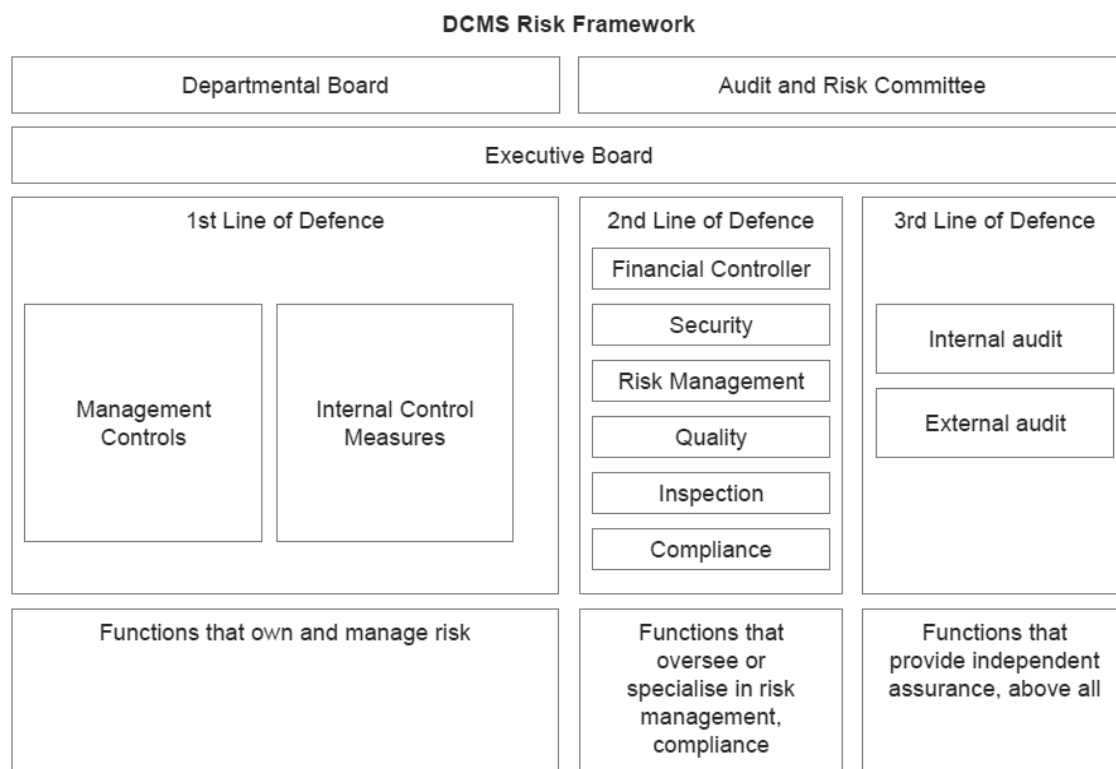 DCMS Risk Framework
Departmental Board
Audit and Risk Committee
Executive Board
1st Line of Defence
Management
Controls
Internal Control
Measures
2nd Line of Defence
Financial Controller
Security
Risk Management
Quality
Inspection
Compliance
3rd Line of Defence
Internal audit
External audit
Functions that own and manage risk
Functions that
oversee or
specialise in risk
management,
compliance
Functions that
provide independent
assurance, above all